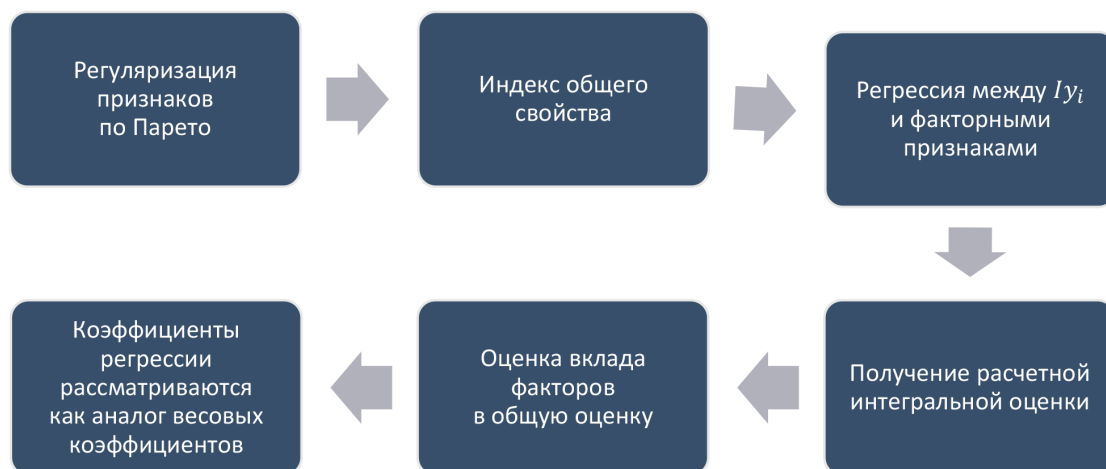 Регуляризация
признаков
по Парето
Индекс общего
свойства
Регрессия между Iyᵢ
и факторными
признаками
Получение расчетной
интегральной оценки
Оценка вклада
факторов
в общую оценку
Коэффициенты
регрессии
рассматриваются
как аналог весовых
коэффициентов